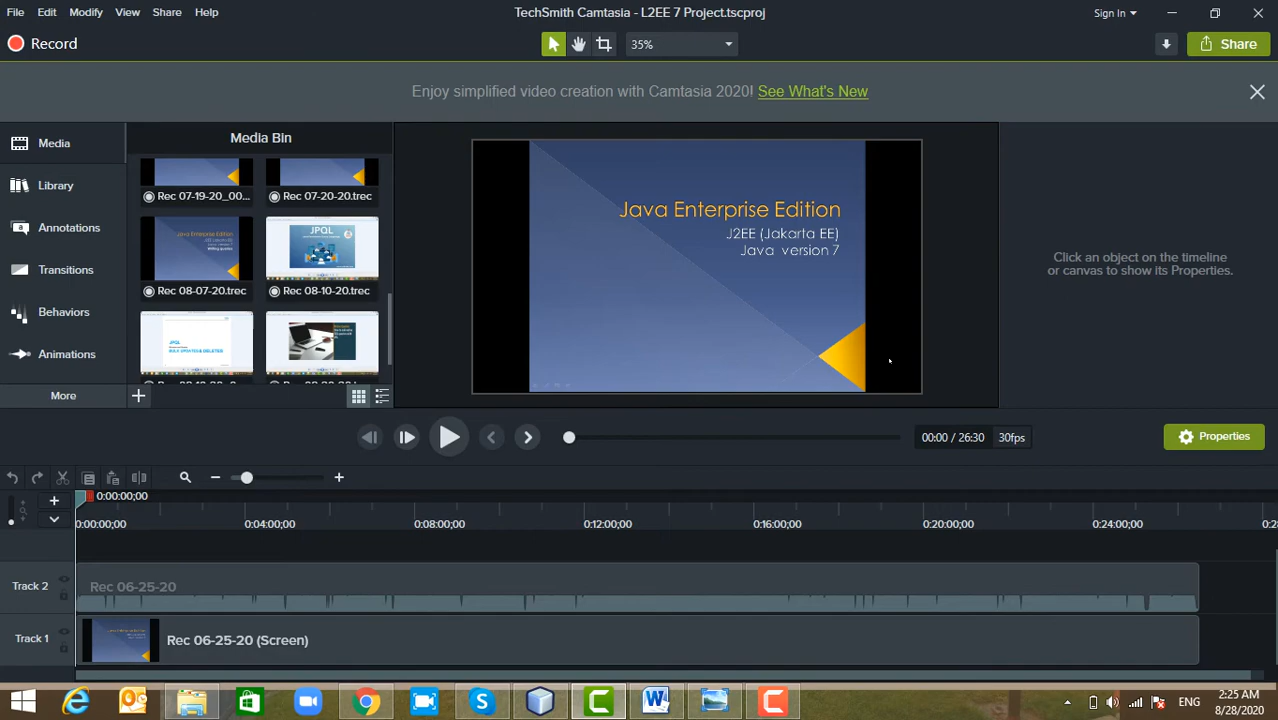 File Edit Modify View Share Help
TechSmith Camtasia - L2EE 7 Project.tscproj
Sign In
Record
35%
Share
Enjoy simplified video creation with Camtasia 2020! See What's New
Media
Library
Annotations
Transitions
Behaviors
Animations
More
Media Bin
Rec 07-19-20_00...
Rec 07-20-20.trec
Java Enterprise Edition
JPQL
Rec 08-07-20.trec
Rec 08-10-20.trec
JPQL
Java Enterprise Edition
J2EE (Jakarta EE)
Java version 7
Click an object on the timeline
or canvas to show its Properties.
00:00 / 26:30
30fps
Properties
0:00:00;00
0:00:00;00
0:04:00;00
0:08:00;00
0:12:00;00
0:16:00;00
0:20:00;00
0:24:00;00
Track 2
Rec 06-25-20
Track 1
Rec 06-25-20 (Screen)
ENG
2:25 AM
8/28/2020